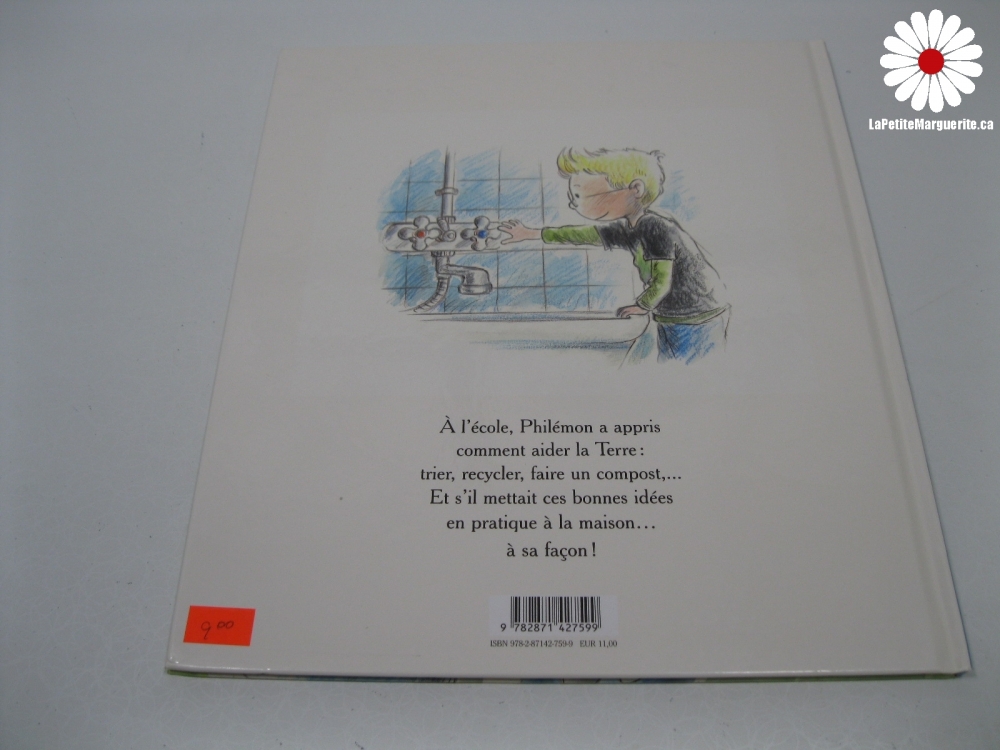 LaPetiteMarguerite.ca
À l'école, Philémon a appris
comment aider la Terre :
trier, recycler, faire un compost,...
Et s'il mettait ces bonnes idées
en pratique à la maison...
à sa façon !
9 00
9 782871 427599
ISBN 978-2-87142-759-9 EUR 11,00